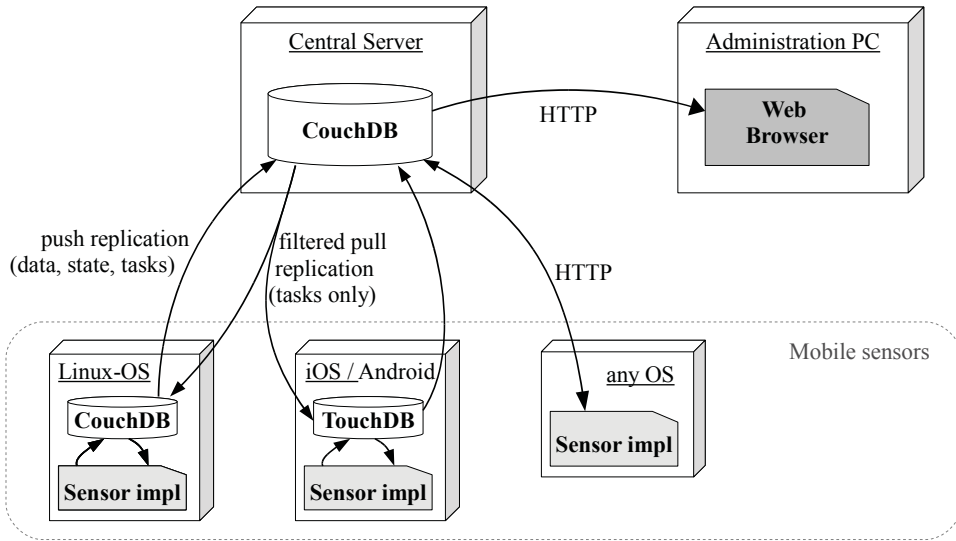 Central Server
Administration PC
CouchDB
HTTP
Web
Browser
push replication
(data, state, tasks)
filtered pull
replication
(tasks only)
HTTP
Mobile sensors
Linux-OS
iOS / Android
any OS
CouchDB
TouchDB
Sensor impl
Sensor impl
Sensor impl